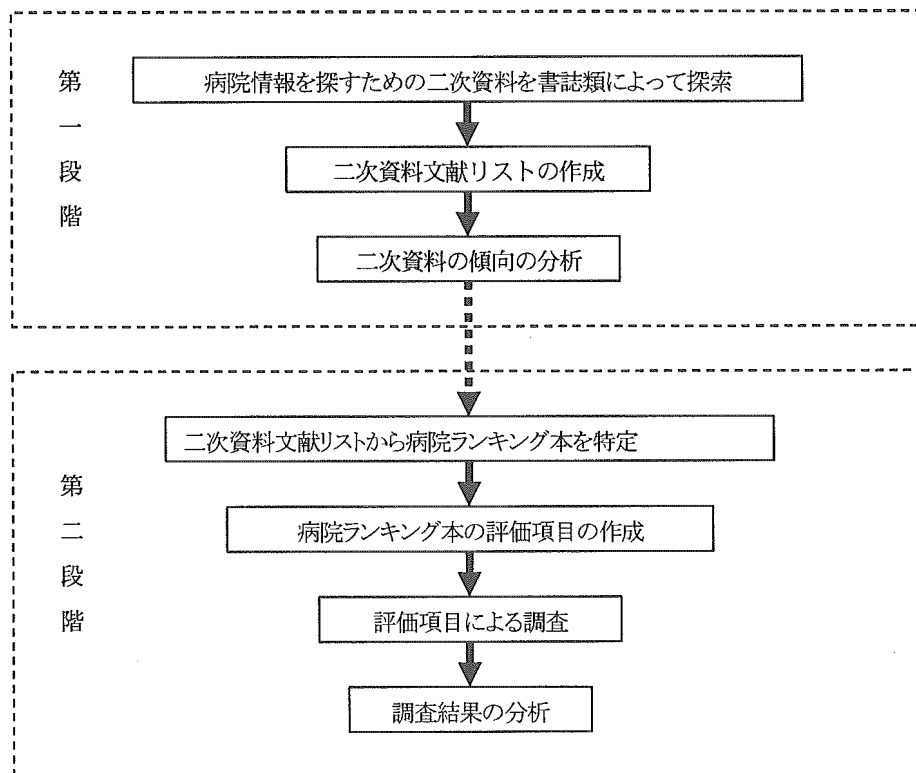 第一段階
病院情報を探すための二次資料を書誌類によって探索
二次資料文献リストの作成
二次資料の傾向の分析
第二段階
二次資料文献リストから病院ランキング本を特定
病院ランキング本の評価項目の作成
評価項目による調査
調査結果の分析